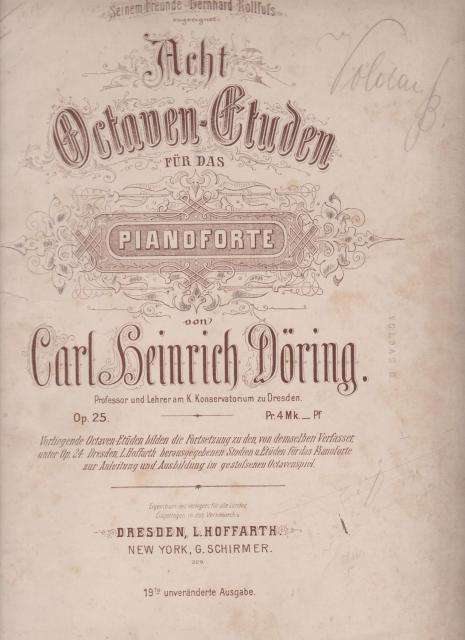 Seinem Freunde Bernhard Rollfuss
zugeeignet.
Acht
Octaven-Etuden
FÜR DAS
PIANOFORTE
von
Carl Heinrich Döring.
Professor und Lehrer am K. Konservatorium zu Dresden.
Op. 25. Pr. 4 Mk. _ Pf
Vorliegende Octaven-Etüden bilden die Fortsetzung zu den, von demselben Verfasser,
unter Op. 24 Dresden, L. Hoffarth herausgegebenen Studien u. Etüden für das Pianoforte
zur Anleitung und Ausbildung im gestossenen Octavenspiel.
Eigenthum des Verlegers für alle Länder.
Eingetragen in das Vereinsarchiv.
DRESDEN, L. HOFFARTH.
NEW YORK, G. SCHIRMER.
19te unveränderte Ausgabe.